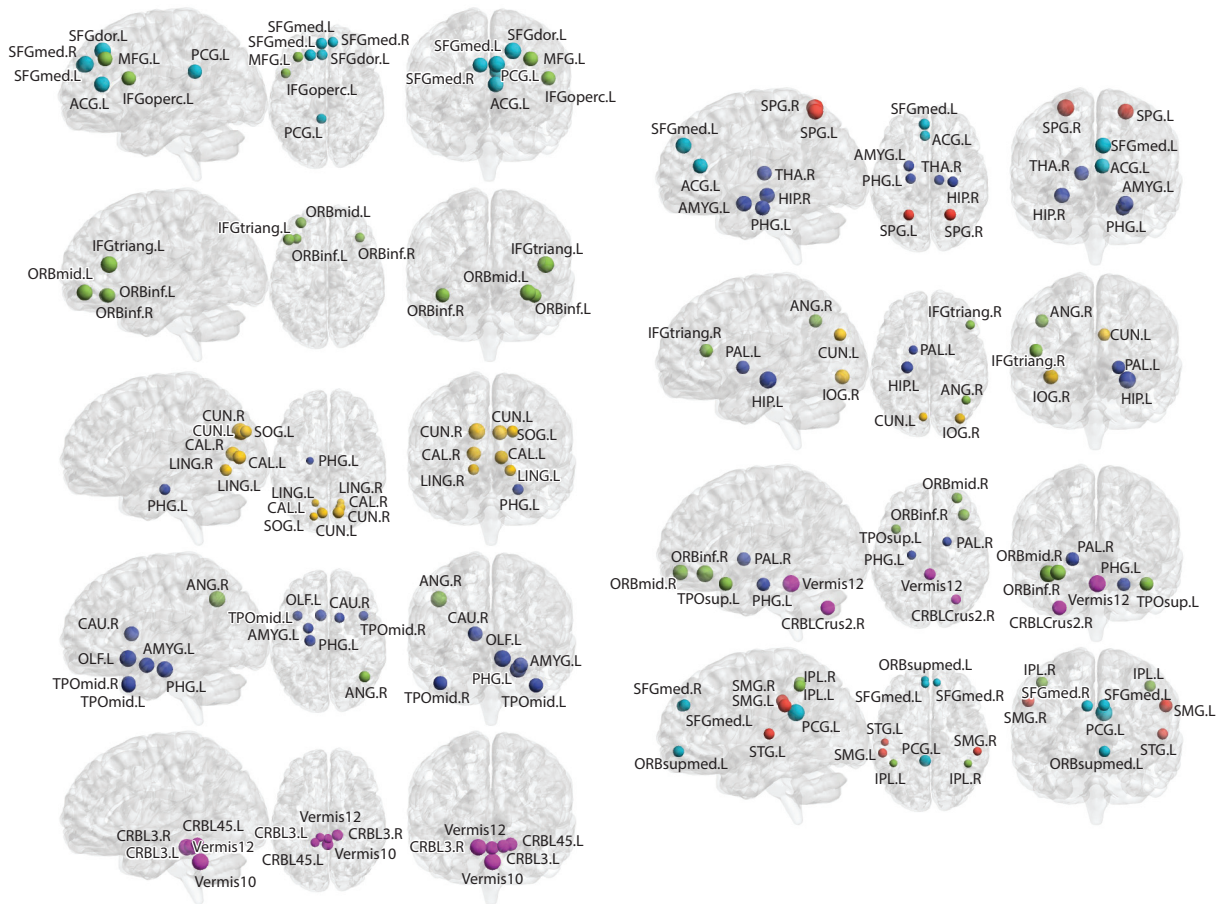 SFGdor.L
SFGmed.R
MFG.L
PCG.L
SFGmed.L
ACG.L
IFGoperc.L
SFGmed.L
SFGmed.L
SFGmed.R
MFG.L
SFGdor.L
IFGoperc.L
PCG.L
SFGdor.L
SFGmed.L
MFG.L
SFGmed.R
PCG.L
IFGoperc.L
ACG.L
IFGtriang.L
ORBmid.L
ORBinf.L
ORBinf.R
ORBmid.L
IFGtriang.L
ORBinf.L
ORBinf.R
IFGtriang.L
ORBmid.L
ORBinf.R
ORBinf.L
CUN.R
CUN.L
SOG.L
CAL.R
LING.R
CAL.L
LING.L
PHG.L
PHG.L
LING.L
LING.R
CAL.L
CAL.R
SOG.L
CUN.R
CUN.L
CUN.L
CUN.R
SOG.L
CAL.R
CAL.L
LING.R
LING.L
PHG.L
ANG.R
CAU.R
OLF.L
AMYG.L
PHG.L
TPOmid.R
TPOmid.L
OLF.L
CAU.R
TPOmid.L
AMYG.L
TPOmid.R
PHG.L
ANG.R
ANG.R
CAU.R
OLF.L
AMYG.L
PHG.L
TPOmid.R
TPOmid.L
CRBL45.L
CRBL3.R
Vermis12
CRBL3.L
Vermis10
Vermis12
CRBL3.L
CRBL3.R
CRBL45.L
Vermis10
Vermis12
CRBL45.L
CRBL3.R
CRBL3.L
Vermis10
SPG.R
SPG.L
SFGmed.L
ACG.L
THA.R
AMYG.L
HIP.R
PHG.L
SFGmed.L
ACG.L
AMYG.L
THA.R
PHG.L
HIP.R
SPG.L
SPG.R
SPG.R
SPG.L
SFGmed.L
THA.R
ACG.L
AMYG.L
HIP.R
PHG.L
ANG.R
IFGtriang.R
CUN.L
PAL.L
HIP.L
IOG.R
IFGtriang.R
PAL.L
HIP.L
ANG.R
CUN.L
IOG.R
ANG.R
CUN.L
IFGtriang.R
PAL.L
IOG.R
HIP.L
ORBinf.R
PAL.R
ORBmid.R
Vermis12
TPOsup.L
PHG.L
CRBLCrus2.R
ORBmid.R
ORBinf.R
TPOsup.L
PAL.R
PHG.L
Vermis12
CRBLCrus2.R
ORBmid.R
PAL.R
PHG.L
ORBinf.R
Vermis12
TPOsup.L
CRBLCrus2.R
IPL.R
SMG.R
IPL.L
SMG.L
SFGmed.R
SFGmed.L
PCG.L
STG.L
ORBsupmed.L
ORBsupmed.L
SFGmed.L
SFGmed.R
STG.L
PCG.L
SMG.R
SMG.L
IPL.L
IPL.R
IPL.R
IPL.L
SFGmed.R
SFGmed.L
SMG.R
SMG.L
PCG.L
STG.L
ORBsupmed.L